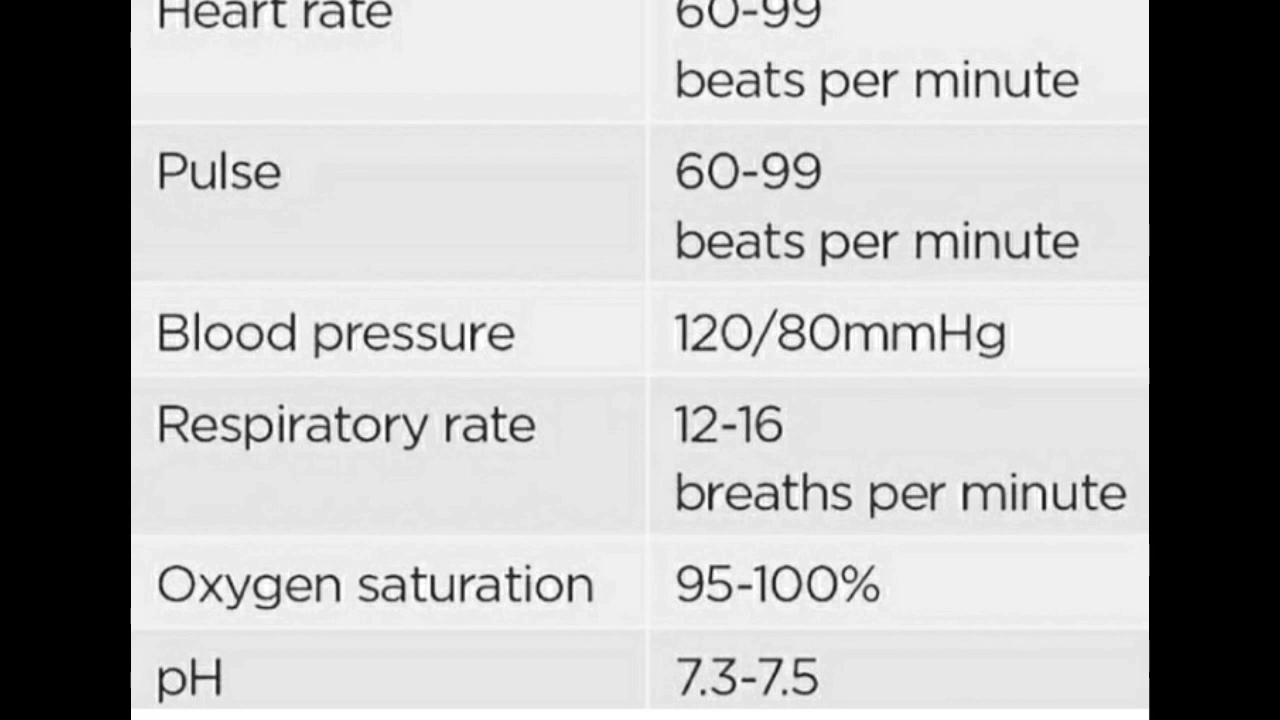 Heart rate 60-99
beats per minute
Pulse 60-99
beats per minute
Blood pressure 120/80mmHg
Respiratory rate 12-16
breaths per minute
Oxygen saturation 95-100%
pH 7.3-7.5